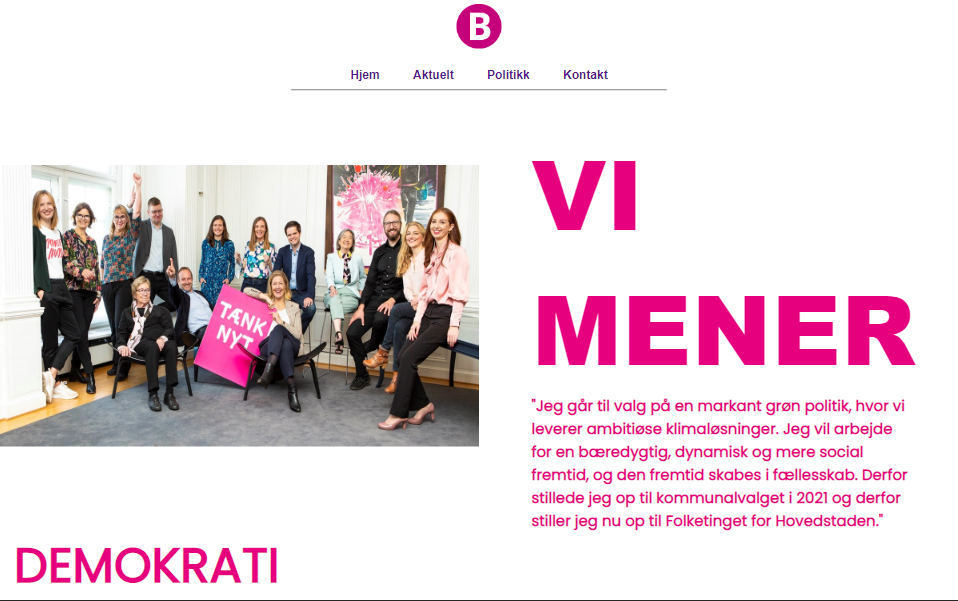 B
Hjem Aktuelt Politikk Kontakt
TÆNK
NYT
VI
MENER
"Jeg går til valg på en markant grøn politik, hvor vi
leverer ambitiøse klimaløsninger. Jeg vil arbejde
for en bæredygtig, dynamisk og mere social
fremtid, og den fremtid skabes i fællesskab. Derfor
stillede jeg op til kommunalvalget i 2021 og derfor
stiller jeg nu op til Folketinget for Hovedstaden."
DEMOKRATI